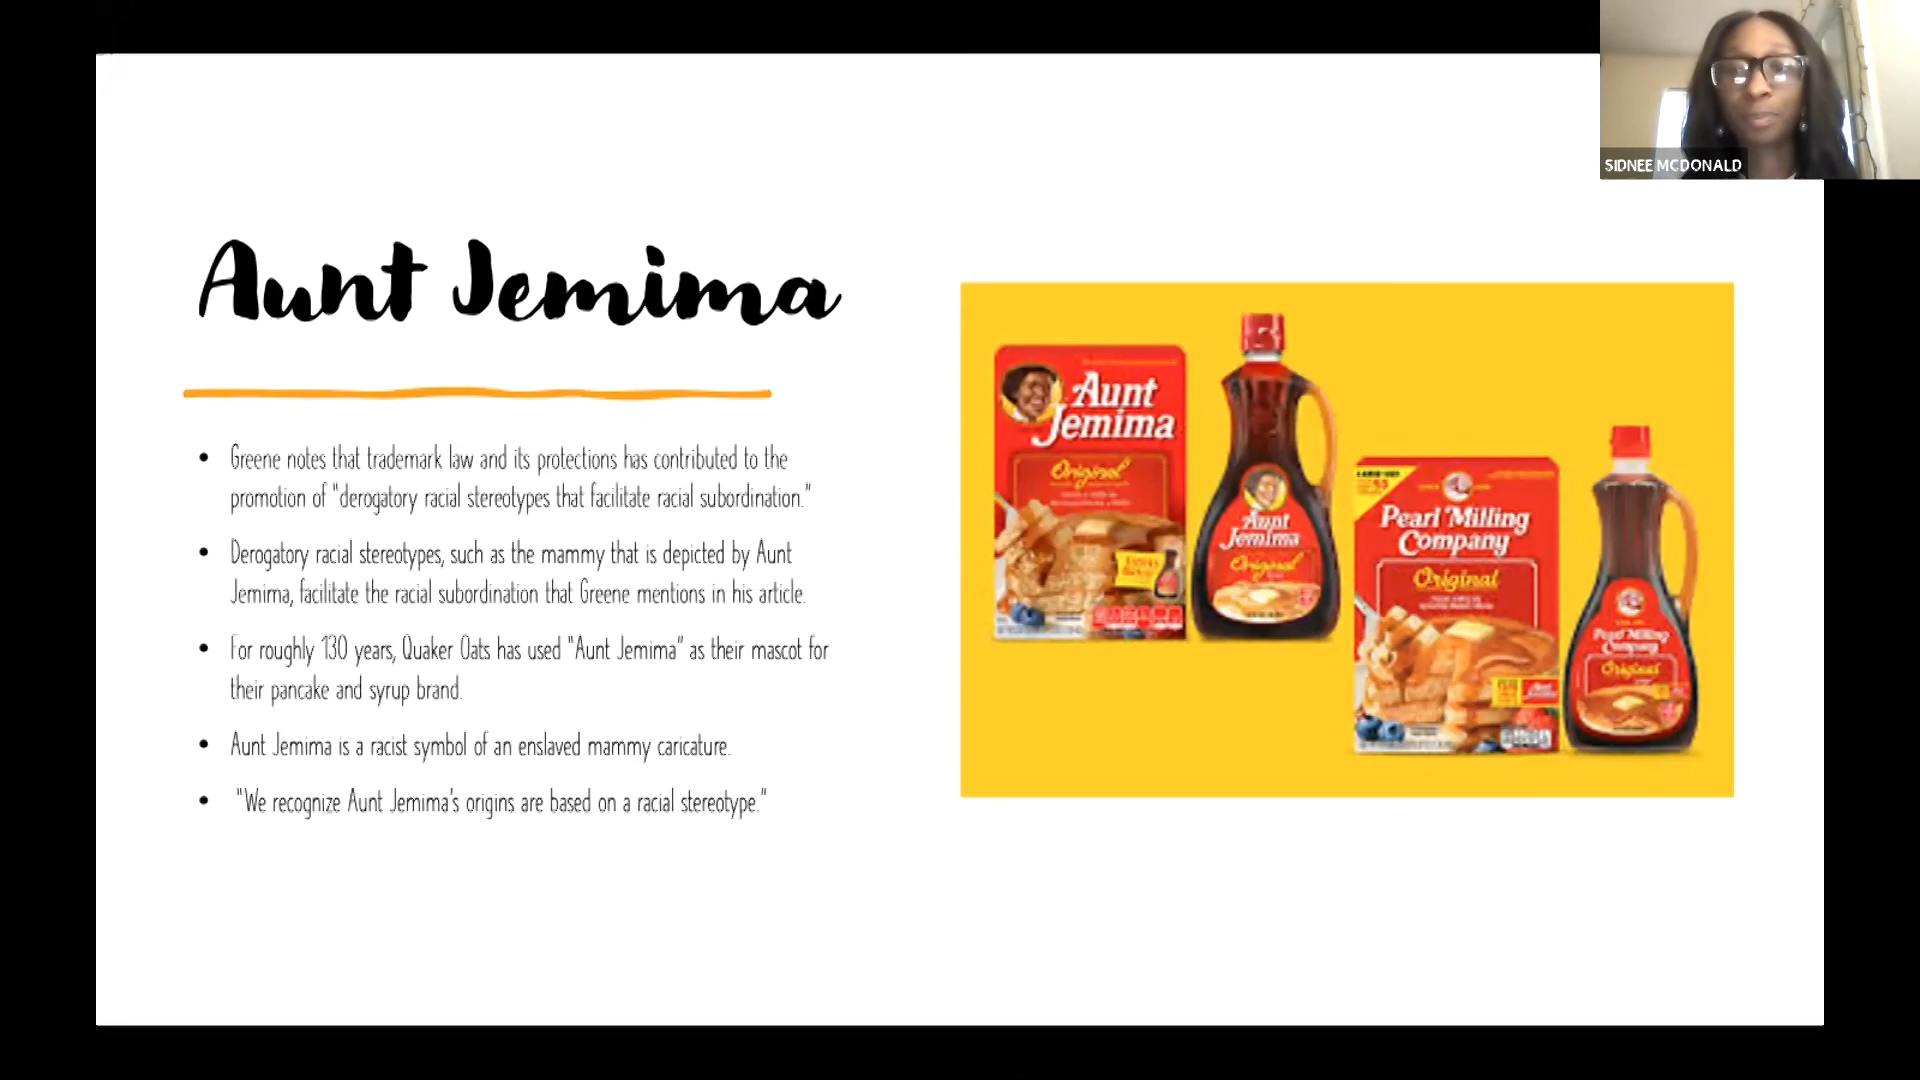 SIDNEE MCDONALD
Aunt Jemima
• Greene notes that trademark law and its protections has contributed to the
promotion of "derogatory racial stereotypes that facilitate racial subordination."
• Derogatory racial stereotypes, such as the mammy that is depicted by Aunt
Jemima, facilitate the racial subordination that Greene mentions in his article.
• For roughly 130 years, Quaker Oats has used "Aunt Jemima" as their mascot for
their pancake and syrup brand.
• Aunt Jemima is a racist symbol of an enslaved mammy caricature.
• "We recognize Aunt Jemima's origins are based on a racial stereotype."
Aunt
Jemima
Original
Aunt
Jemima
Original
Pearl Milling
Company
Original
Pearl Milling
Company
Original